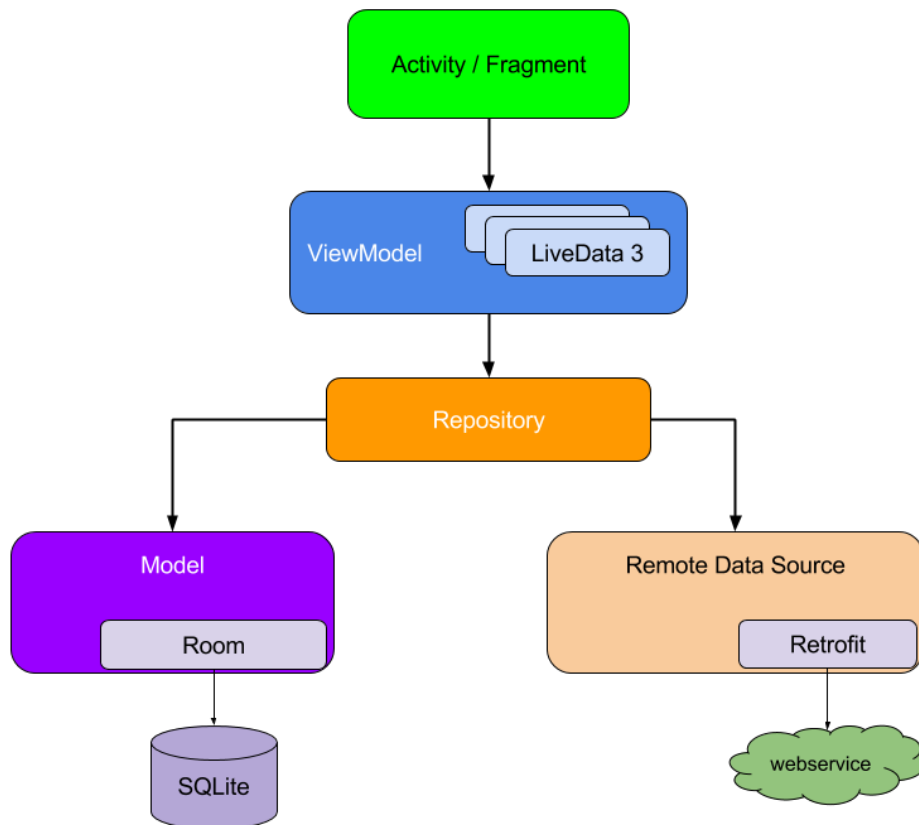 Activity / Fragment
ViewModel
LiveData 3
Repository
Model
Remote Data Source
Room
Retrofit
SQLite
webservice